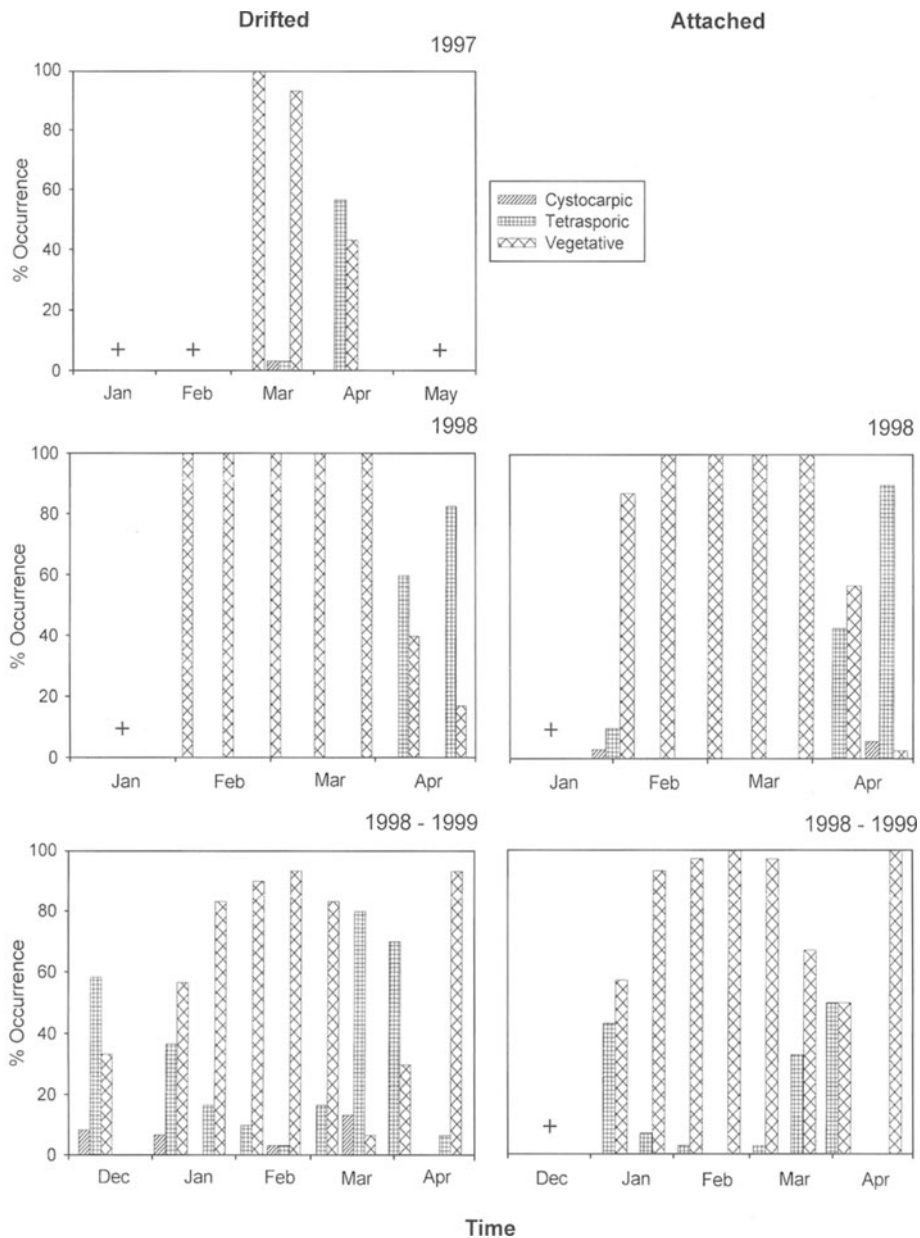 Drifted
Attached
1997
100
80
60
40
20
0
% Occurrence
+ + +
Jan Feb Mar Apr May
Cystocarpic
Tetrasporic
Vegetative
1998
100
80
60
40
20
0
% Occurrence
+
Jan Feb Mar Apr
1998
+
Jan Feb Mar Apr
1998 - 1999
100
80
60
40
20
0
% Occurrence
Dec Jan Feb Mar Apr
1998 - 1999
+
Dec Jan Feb Mar Apr
Time